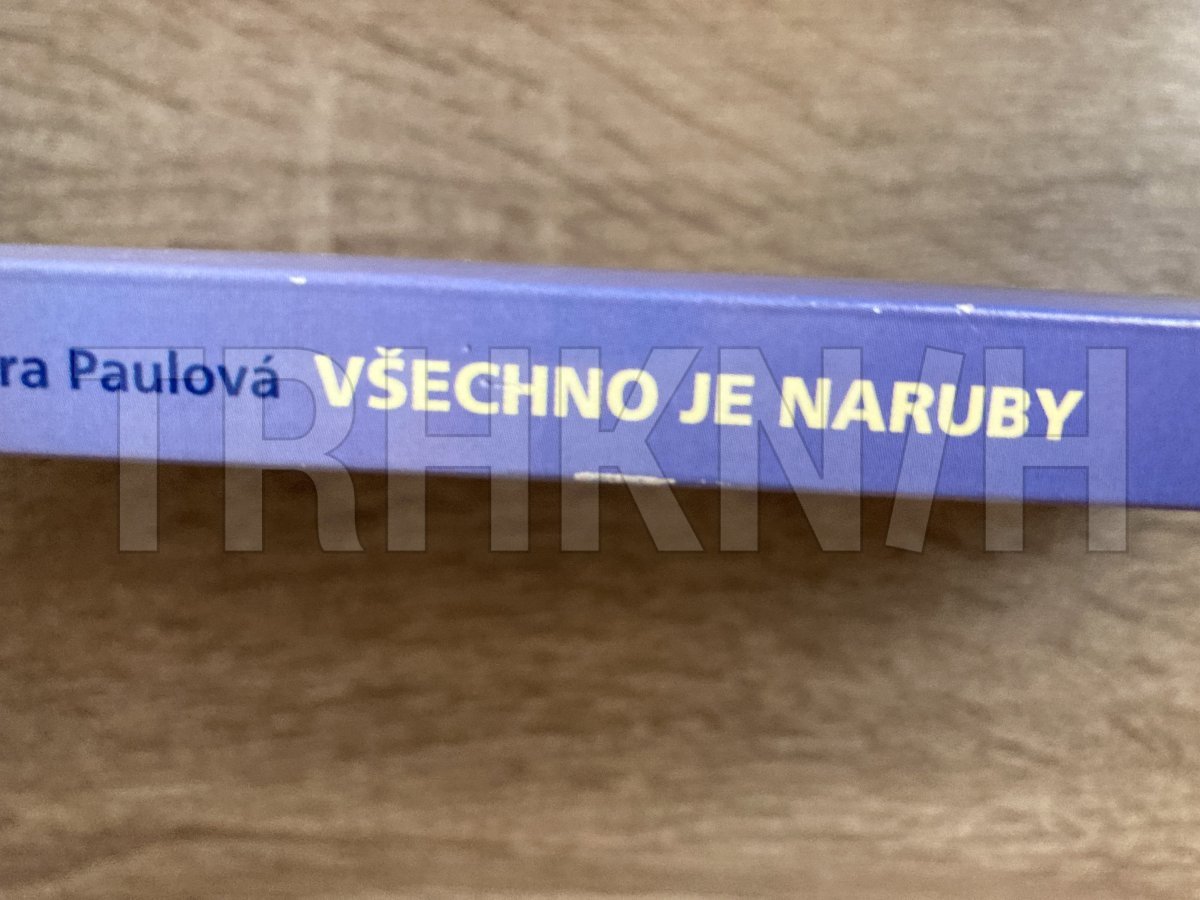 ra Paulová VŠECHNO JE NARUBY
TRHKNIH